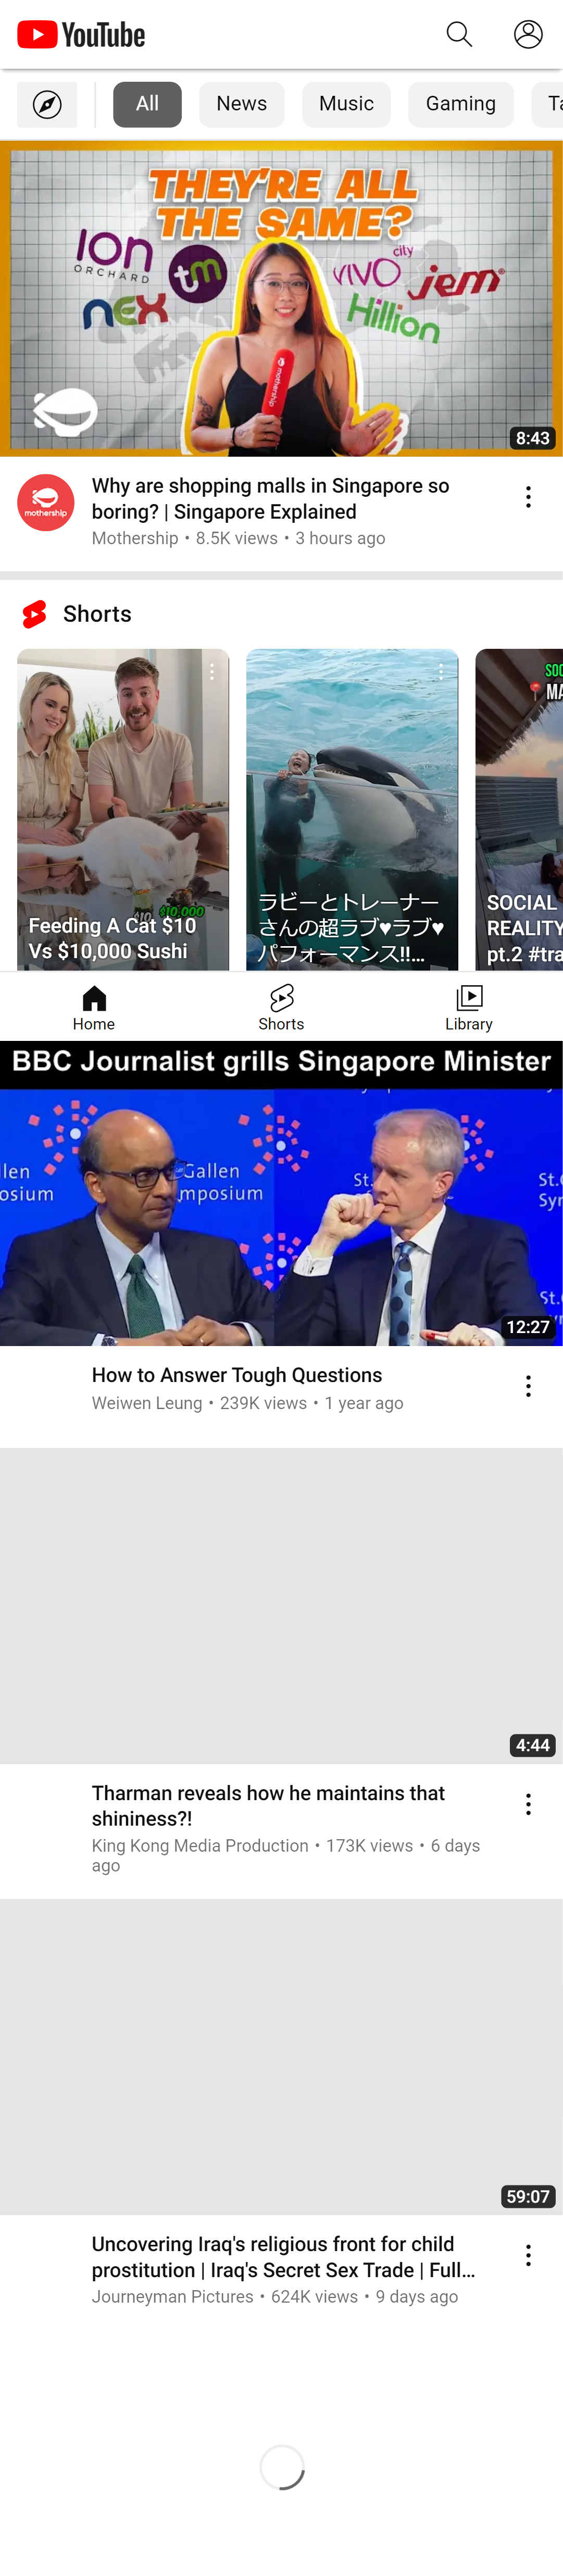 YouTube
All
News
Music
Gaming
THEY'RE ALL
THE SAME?
ION
ORCHARD
tm
nex
city
vivo
jem
Hillion
mothership
8:43
mothership
Why are shopping malls in Singapore so
boring? | Singapore Explained
Mothership • 8.5K views • 3 hours ago
Shorts
$10 $10,000
Feeding A Cat $10
Vs $10,000 Sushi
ラビーとトレーナー
さんの超ラブ♥ラブ♥
パフォーマンス!!...
SOCIAL
REALITY
pt.2 #tra
Home
Shorts
Library
BBC Journalist grills Singapore Minister
Gallen
mposium
St.
12:27
How to Answer Tough Questions
Weiwen Leung • 239K views • 1 year ago
4:44
Tharman reveals how he maintains that
shininess?!
King Kong Media Production • 173K views • 6 days
ago
59:07
Uncovering Iraq's religious front for child
prostitution | Iraq's Secret Sex Trade | Full...
Journeyman Pictures • 624K views • 9 days ago